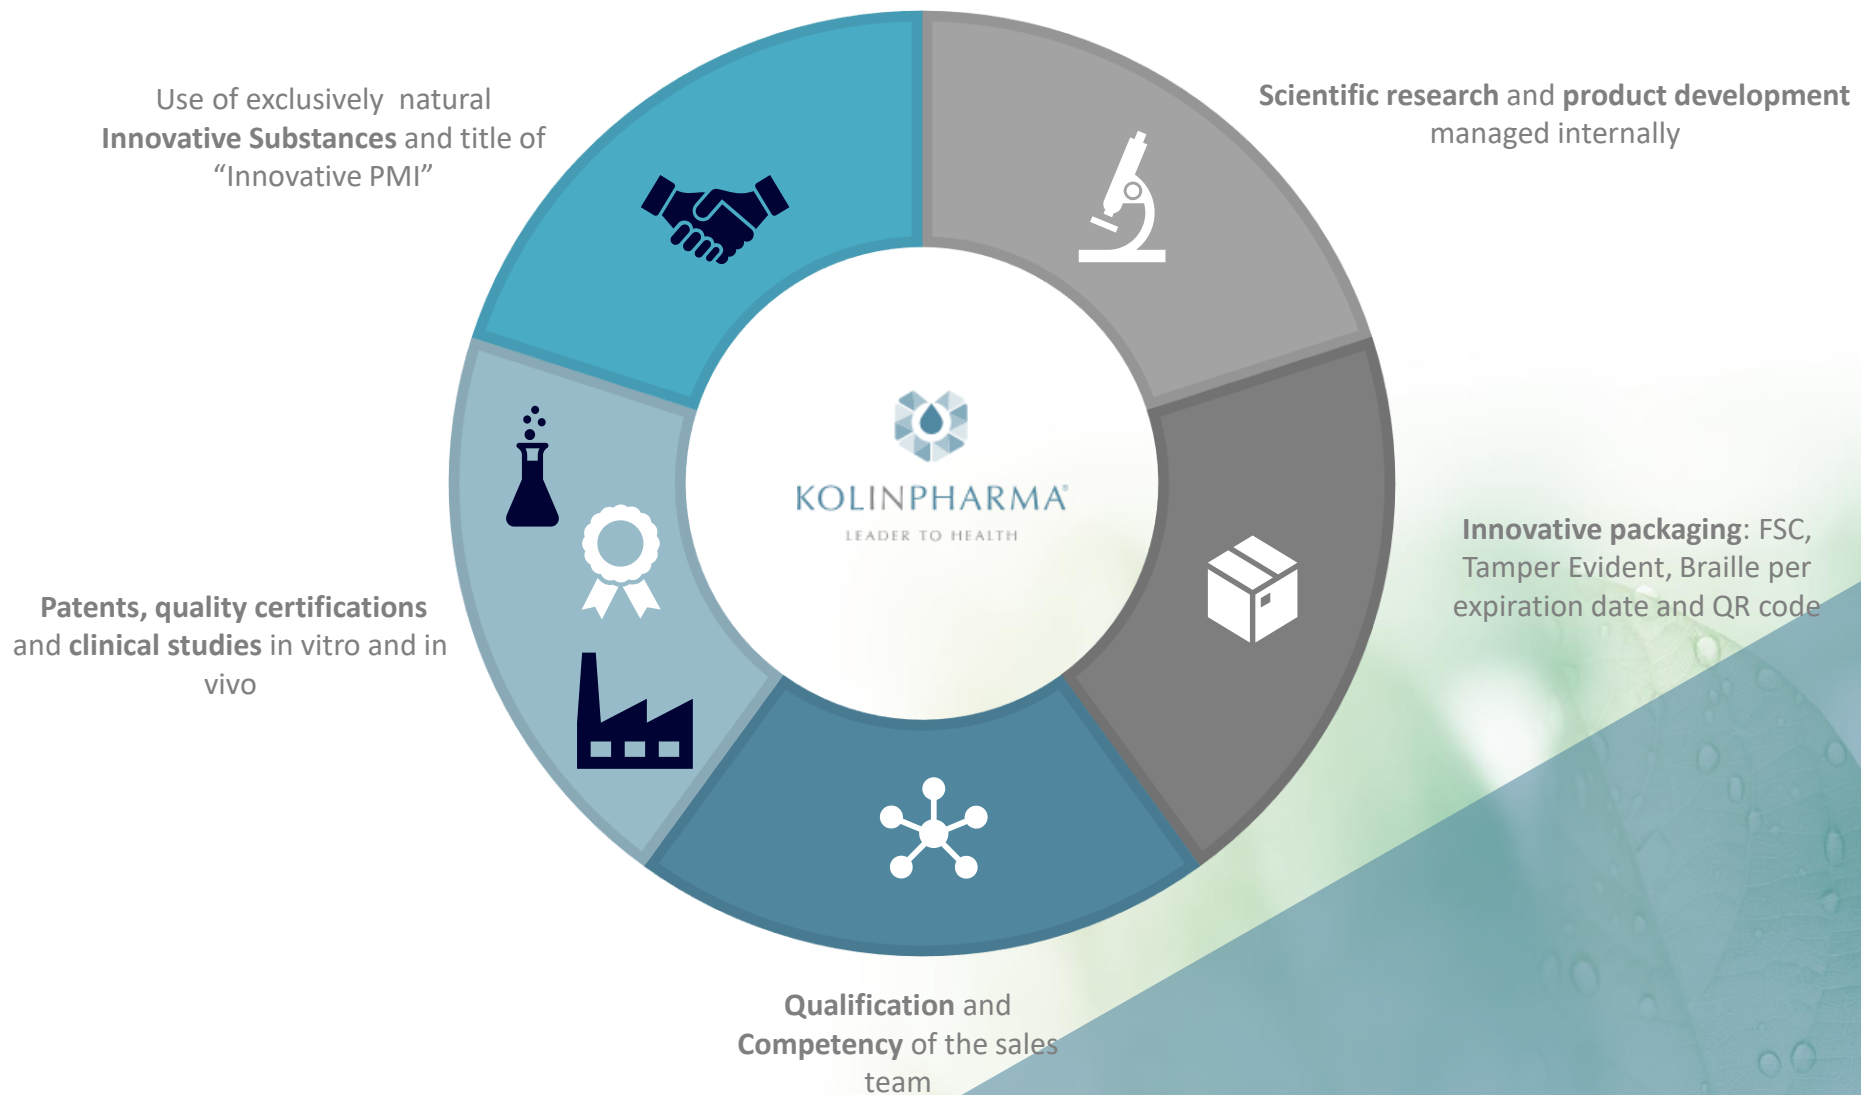 Use of exclusively  natural
Innovative Substances and title of
“Innovative PMI”
Scientific research and product development
managed internally
KOLINPHARMA®
LEADER TO HEALTH
Innovative packaging: FSC,
Tamper Evident, Braille per
expiration date and QR code
Patents, quality certifications
and clinical studies in vitro and in
vivo
Qualification and
Competency of the sales
team